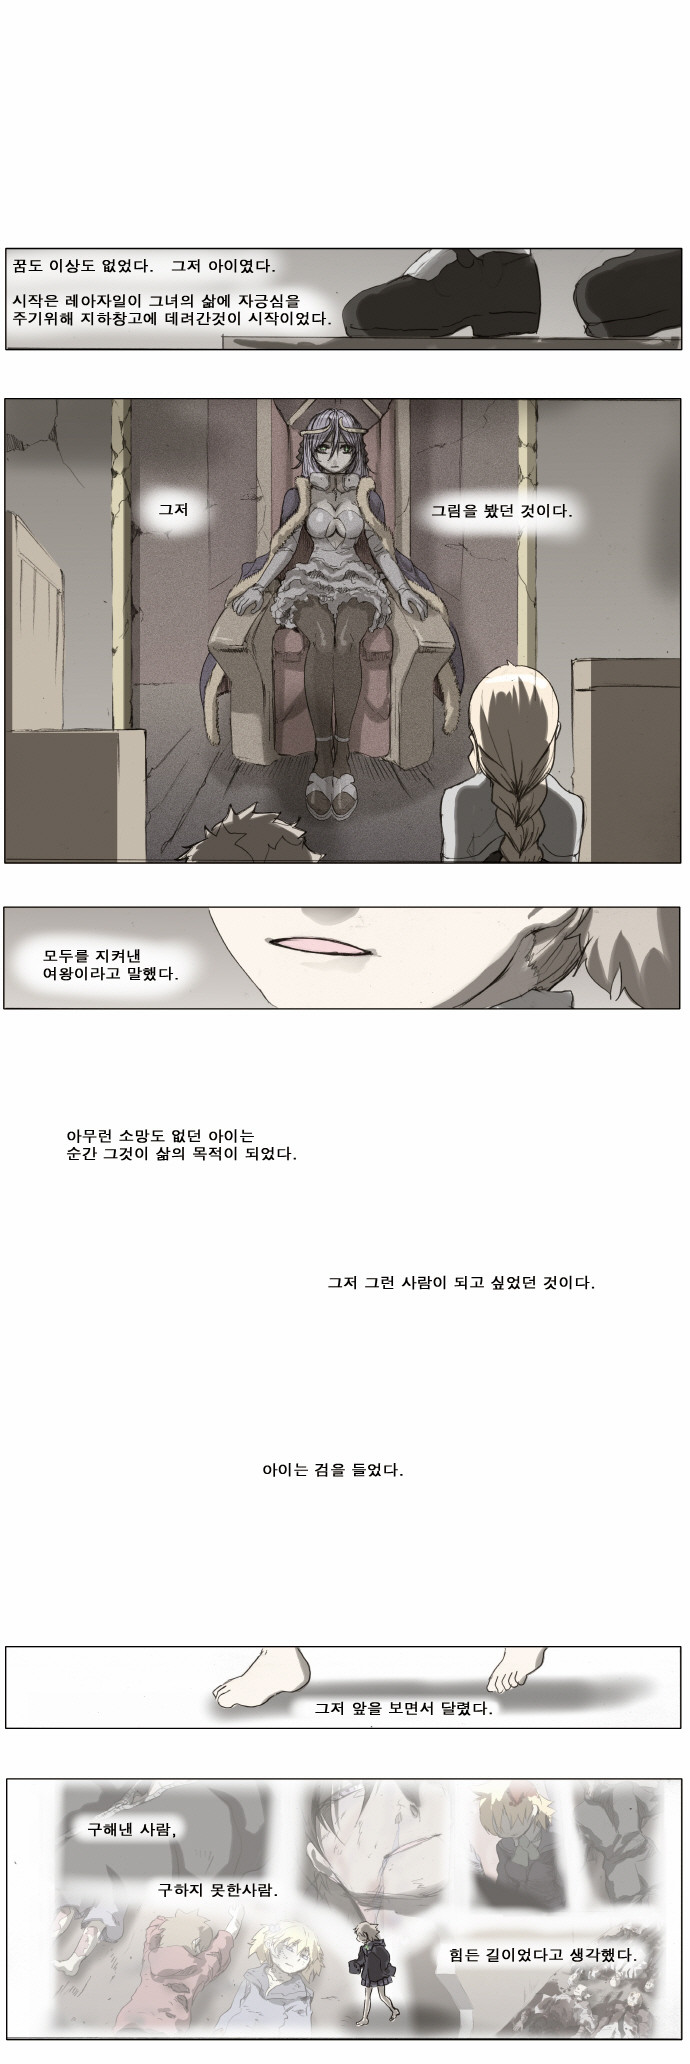 꿈도 이상도 없었다. 그저 아이였다.
시작은 레아자일이 그녀의 삶에 자긍심을
주기위해 지하창고에 데려간것이 시작이었다.
그저
그림을 봤던 것이다.
모두를 지켜낸
여왕이라고 말했다.
아무런 소망도 없던 아이는
순간 그것이 삶의 목적이 되었다.
그저 그런 사람이 되고 싶었던 것이다.
아이는 검을 들었다.
그저 앞을 보면서 달렸다.
구해낸 사람,
구하지 못한사람.
힘든 길이었다고 생각했다.